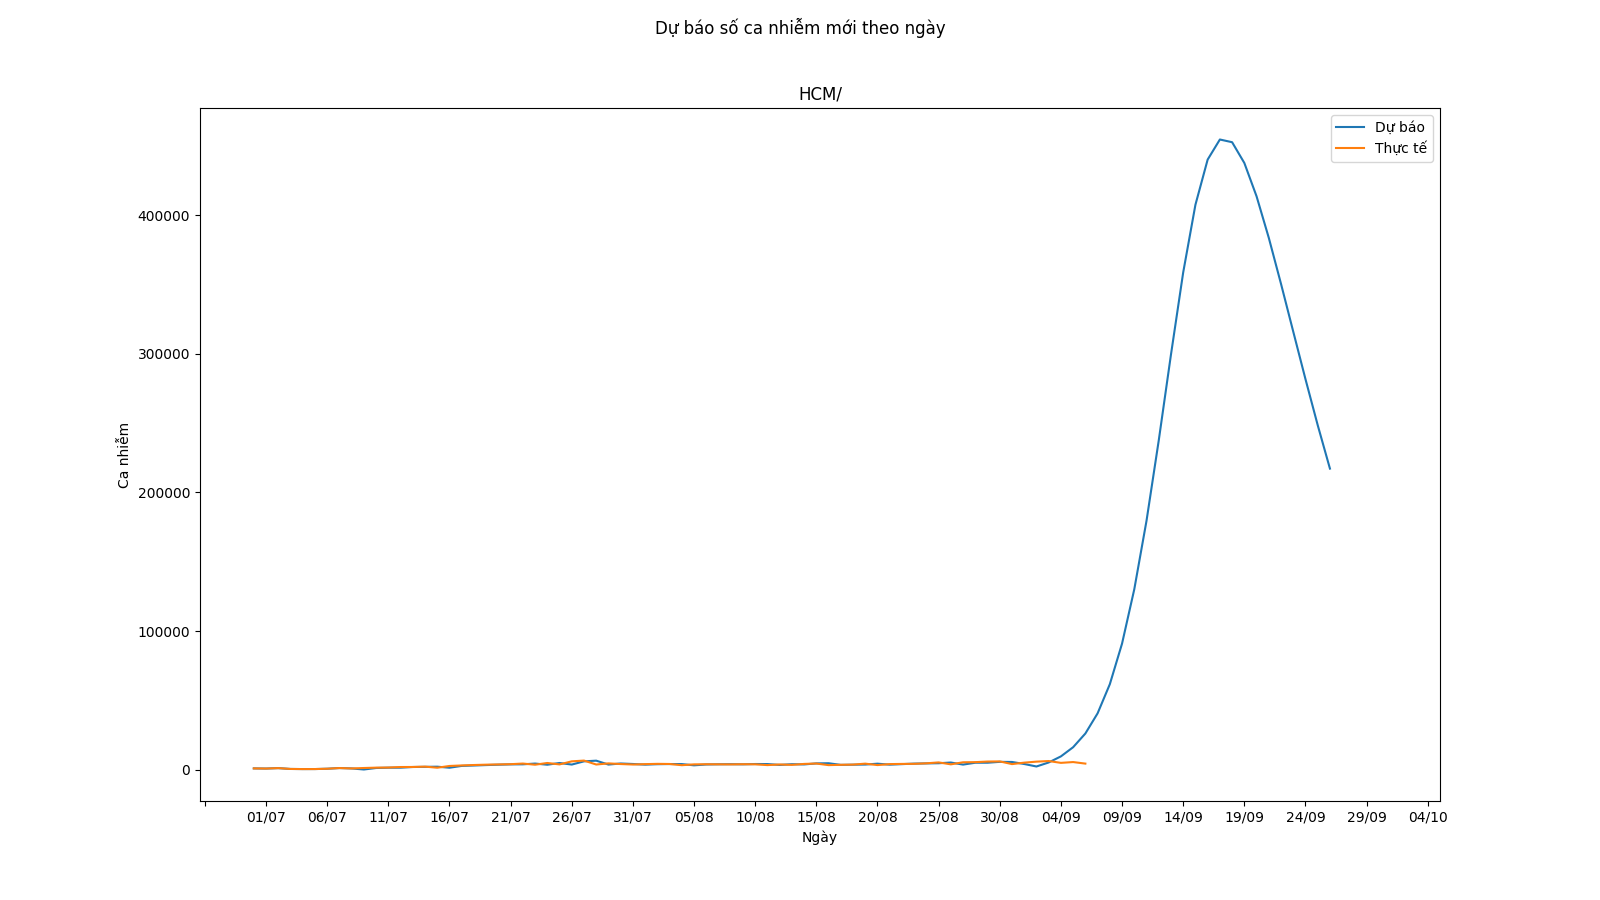 Dự báo số ca nhiễm mới theo ngày
HCM/
Dự báo
Thực tế
Ca nhiễm
400000
300000
200000
100000
0
01/07 06/07 11/07 16/07 21/07 26/07 31/07 05/08 10/08 15/08 20/08 25/08 30/08 04/09 09/09 14/09 19/09 24/09 29/09 04/10
Ngày